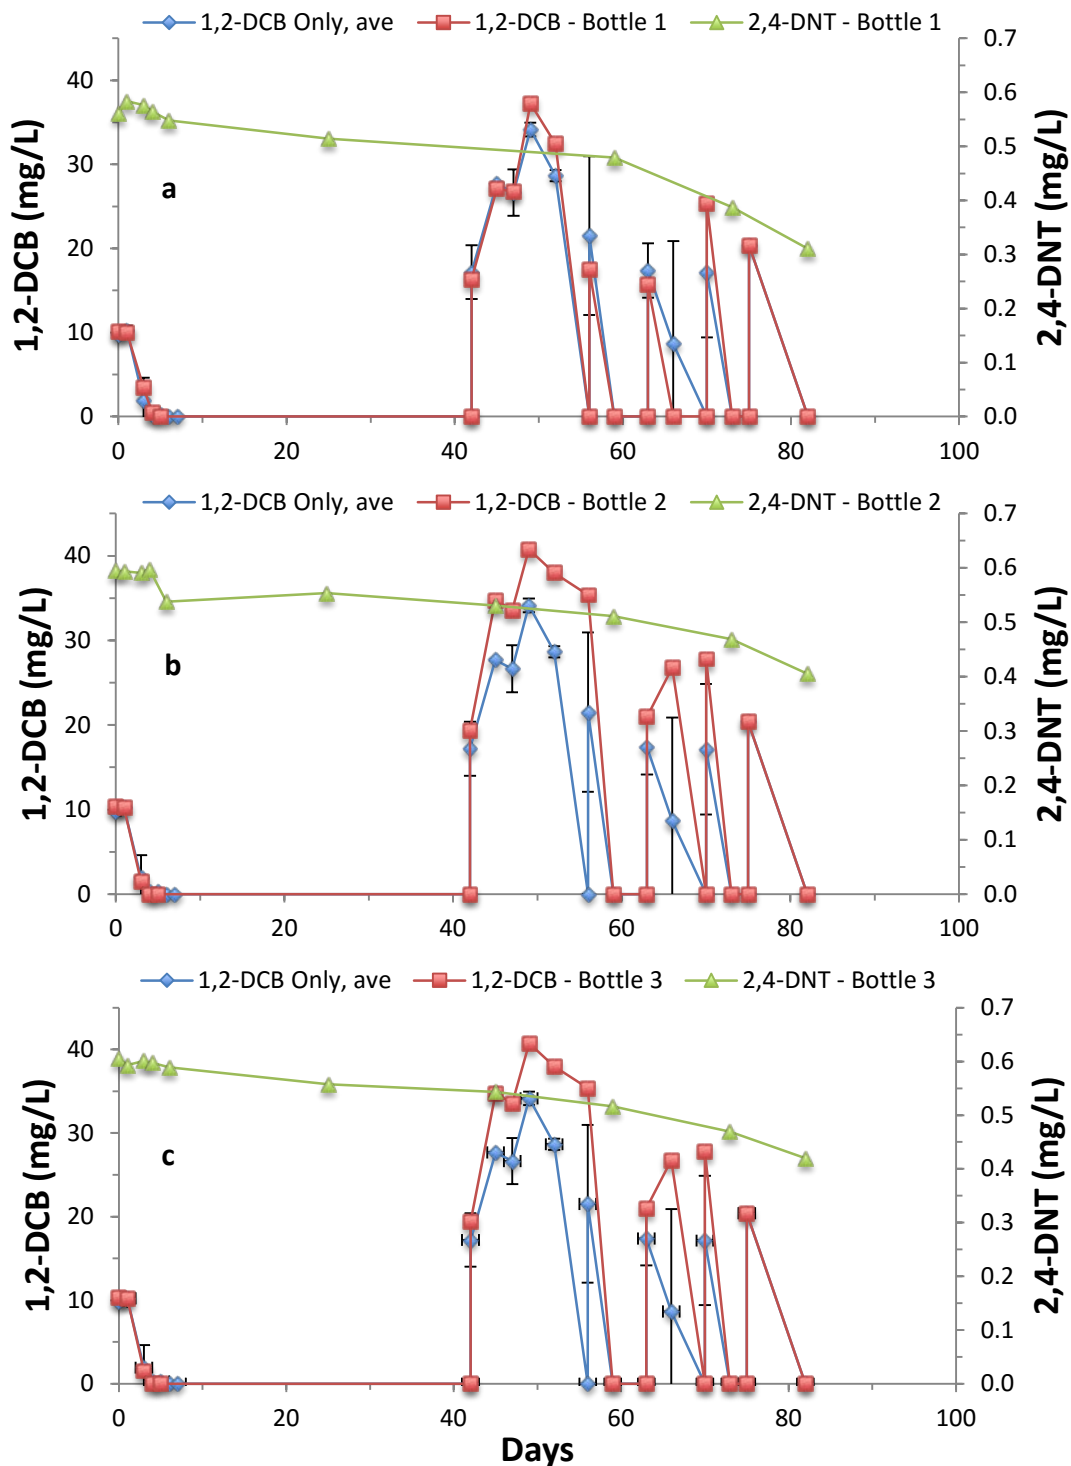 1,2-DCB Only, ave 1,2-DCB - Bottle 1 2,4-DNT - Bottle 1
0.7
0.6
0.5
0.4
0.3
0.2
0.1
0.0
40
30
20
10
0
1,2-DCB (mg/L)
a
2,4-DNT (mg/L)
0 20 40 60 80 100
1,2-DCB Only, ave 1,2-DCB - Bottle 2 2,4-DNT - Bottle 2
0.7
0.6
0.5
0.4
0.3
0.2
0.1
0.0
40
30
20
10
0
1,2-DCB (mg/L)
b
2,4-DNT (mg/L)
0 20 40 60 80 100
1,2-DCB Only, ave 1,2-DCB - Bottle 3 2,4-DNT - Bottle 3
0.7
0.6
0.5
0.4
0.3
0.2
0.1
0.0
40
30
20
10
0
1,2-DCB (mg/L)
c
2,4-DNT (mg/L)
0 20 40 60 80 100
Days